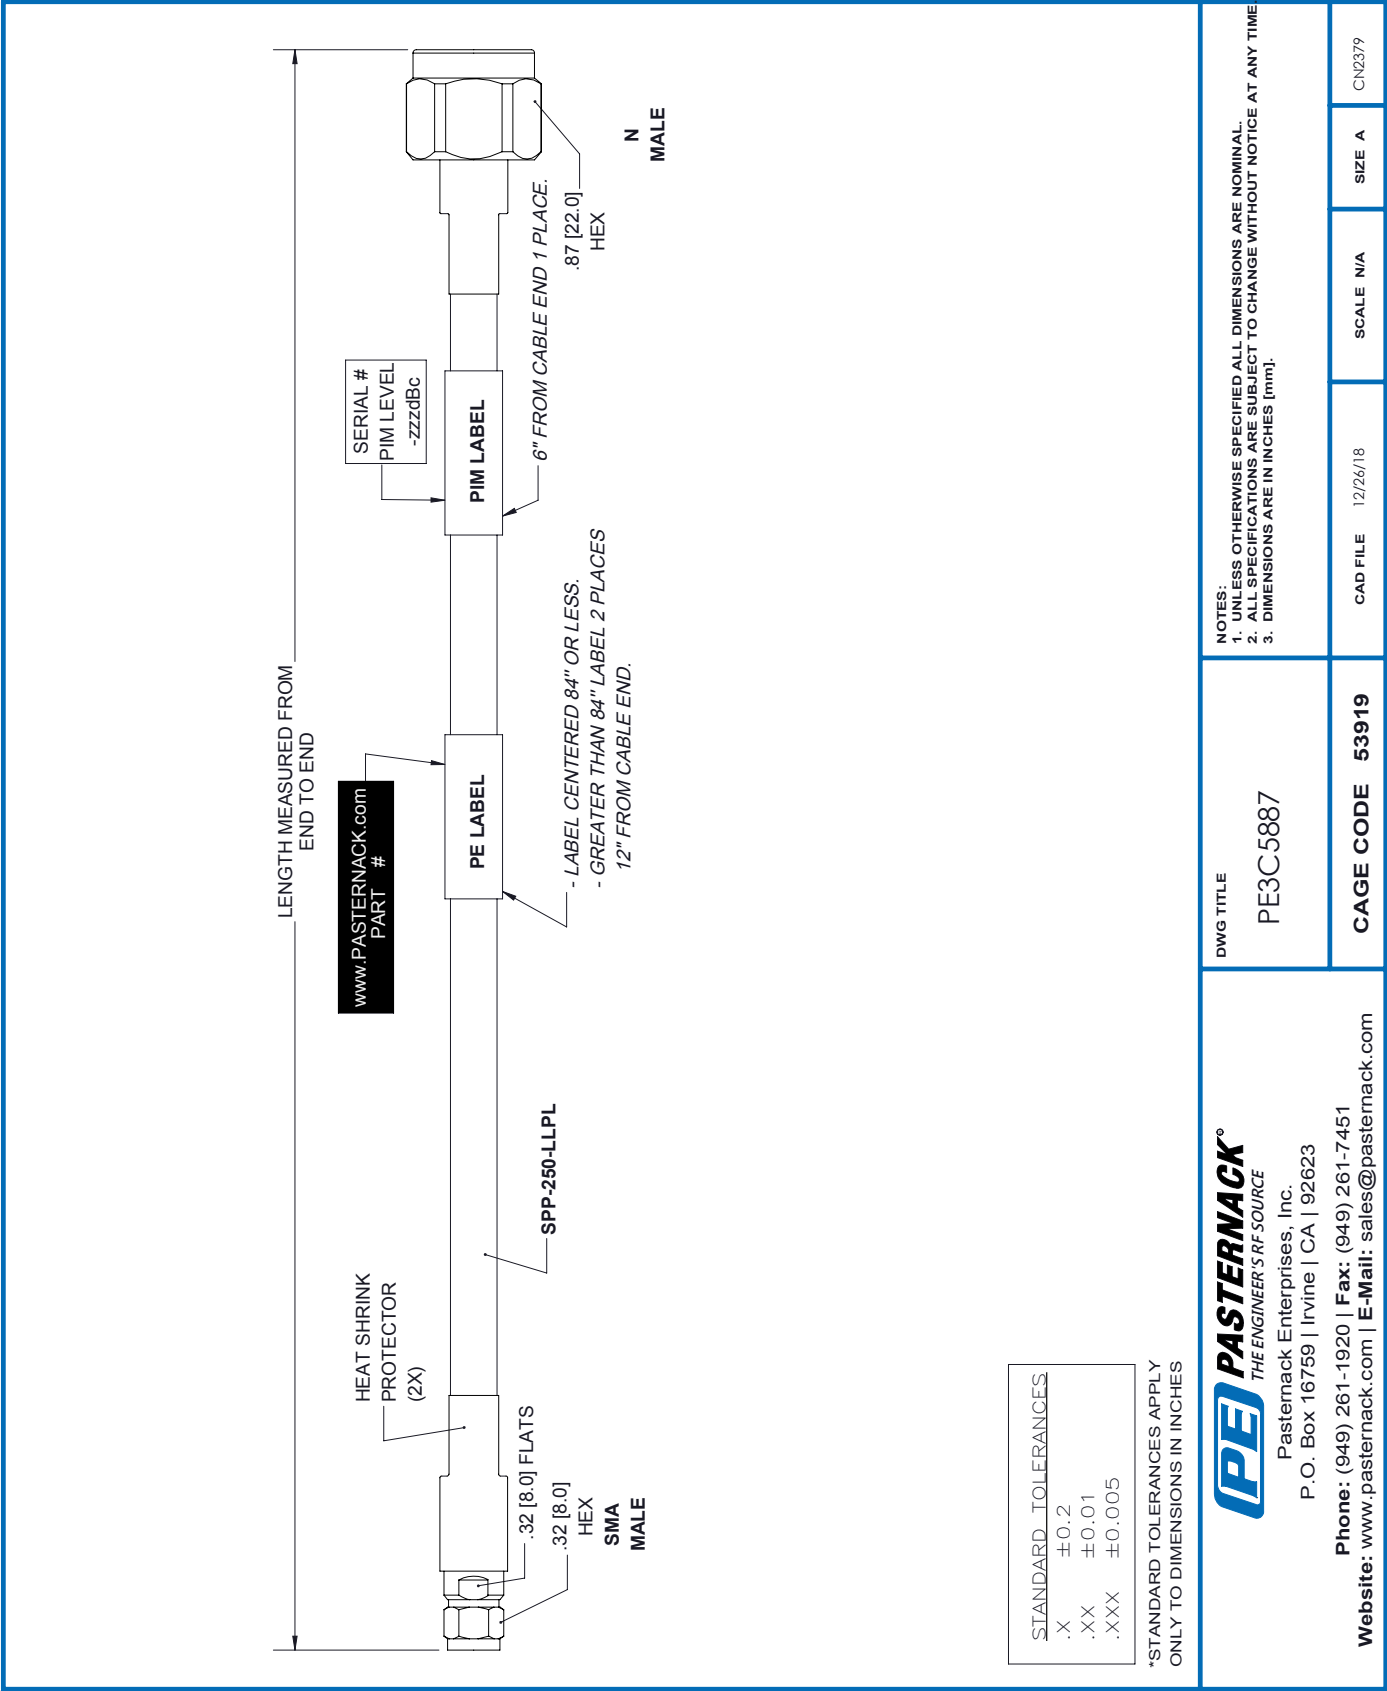 LENGTH MEASURED FROM
END TO END
HEAT SHRINK
PROTECTOR
(2X)
www.PASTERNACK.com
PART #
SERIAL #
PIM LEVEL
-zzzdBc
PE LABEL
PIM LABEL
.32 [8.0] FLATS
.32 [8.0]
HEX
SMA
MALE
SPP-250-LLPL
- LABEL CENTERED 84" OR LESS.
- GREATER THAN 84" LABEL 2 PLACES
12" FROM CABLE END.
6" FROM CABLE END 1 PLACE.
.87 [22.0]
HEX
N
MALE
STANDARD TOLERANCES
.X ±0.2
.XX ±0.01
.XXX ±0.005
*STANDARD TOLERANCES APPLY
ONLY TO DIMENSIONS IN INCHES
PE PASTERNACK®
THE ENGINEER'S RF SOURCE
Pasternack Enterprises, Inc.
P.O. Box 16759 | Irvine | CA | 92623
Phone: (949) 261-1920 | Fax: (949) 261-7451
Website: www.pasternack.com | E-Mail: sales@pasternack.com
DWG TITLE
PE3C5887
CAGE CODE 53919
NOTES:
1. UNLESS OTHERWISE SPECIFIED ALL DIMENSIONS ARE NOMINAL.
2. ALL SPECIFICATIONS ARE SUBJECT TO CHANGE WITHOUT NOTICE AT ANY TIME.
3. DIMENSIONS ARE IN INCHES [mm].
CAD FILE 12/26/18
SCALE N/A
SIZE A
CN2379